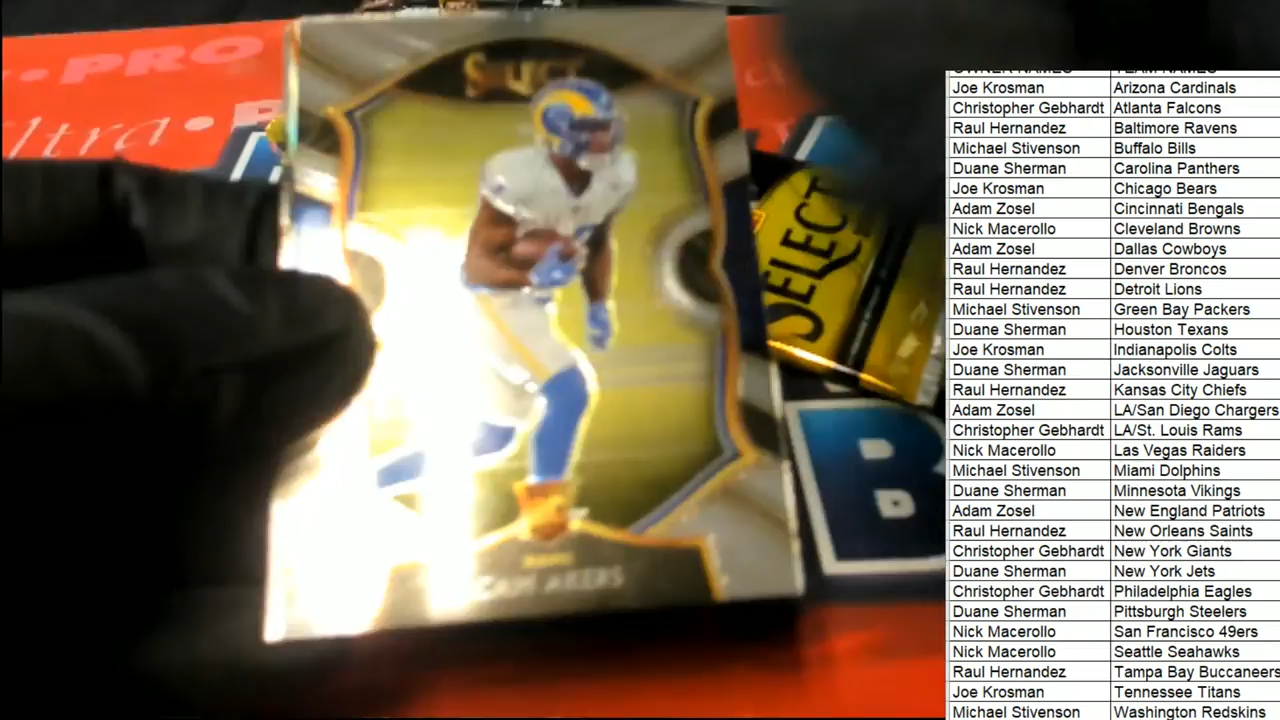 PRO
ltra
SELECT
SELECT
CAM AKERS
B
OWNER NAMES TEAM NAMES
Joe Krosman Arizona Cardinals
Christopher Gebhardt Atlanta Falcons
Raul Hernandez Baltimore Ravens
Michael Stivenson Buffalo Bills
Duane Sherman Carolina Panthers
Joe Krosman Chicago Bears
Adam Zosel Cincinnati Bengals
Nick Macerollo Cleveland Browns
Adam Zosel Dallas Cowboys
Raul Hernandez Denver Broncos
Raul Hernandez Detroit Lions
Michael Stivenson Green Bay Packers
Duane Sherman Houston Texans
Joe Krosman Indianapolis Colts
Duane Sherman Jacksonville Jaguars
Raul Hernandez Kansas City Chiefs
Adam Zosel LA/San Diego Chargers
Christopher Gebhardt LA/St. Louis Rams
Nick Macerollo Las Vegas Raiders
Michael Stivenson Miami Dolphins
Duane Sherman Minnesota Vikings
Adam Zosel New England Patriots
Raul Hernandez New Orleans Saints
Christopher Gebhardt New York Giants
Duane Sherman New York Jets
Christopher Gebhardt Philadelphia Eagles
Duane Sherman Pittsburgh Steelers
Nick Macerollo San Francisco 49ers
Nick Macerollo Seattle Seahawks
Raul Hernandez Tampa Bay Buccaneers
Joe Krosman Tennessee Titans
Michael Stivenson Washington Redskins